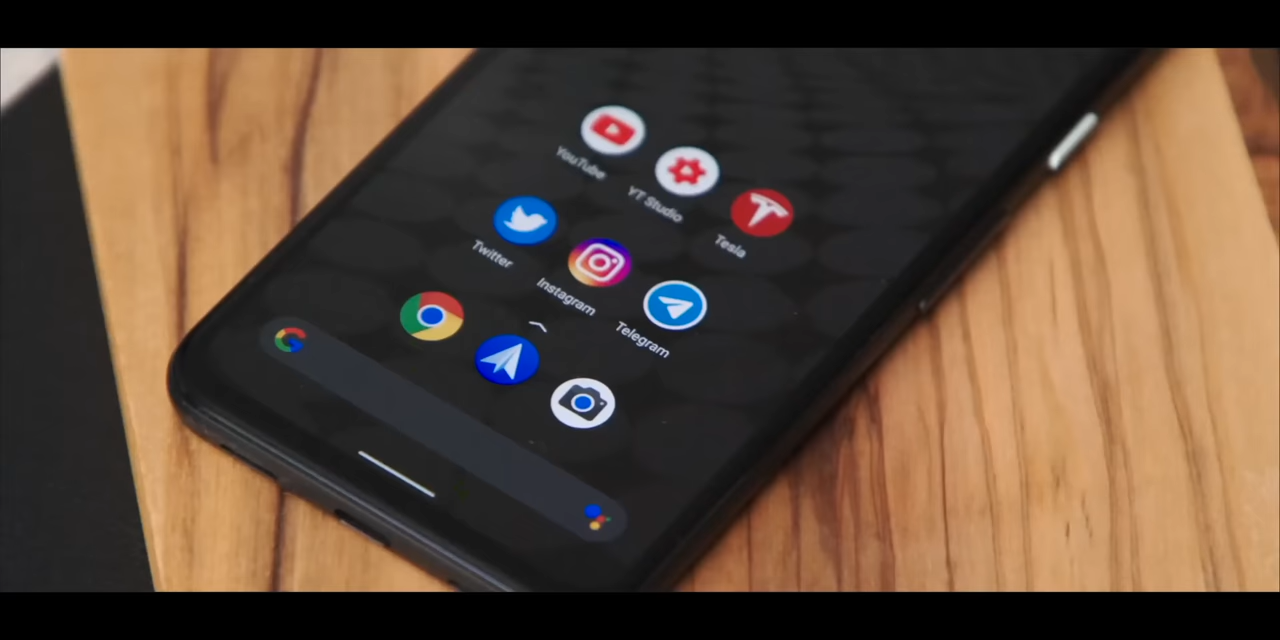 YouTube
YT Studio
Tesla
Twitter
Instagram
Telegram